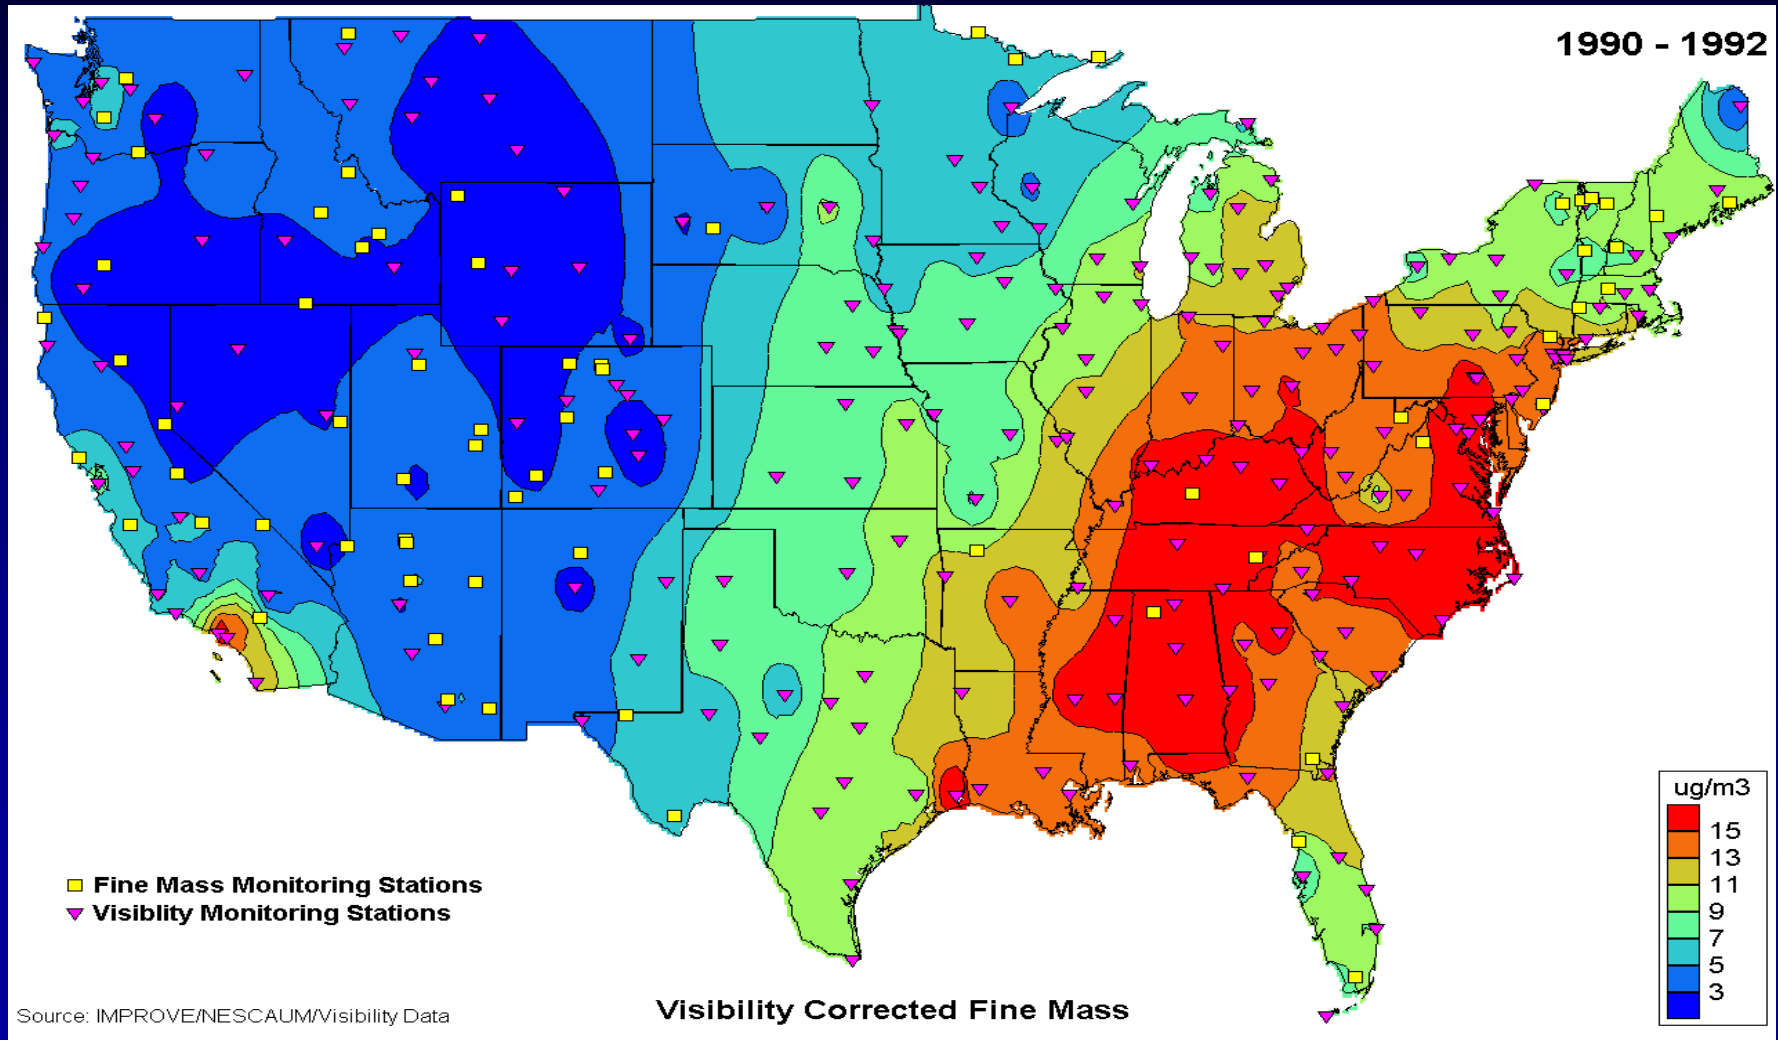 1990 - 1992
ug/m3
15
13
11
9
7
5
3
Fine Mass Monitoring Stations
Visiblity Monitoring Stations
Source: IMPROVE/NESCAUM/Visibility Data
Visibility Corrected Fine Mass